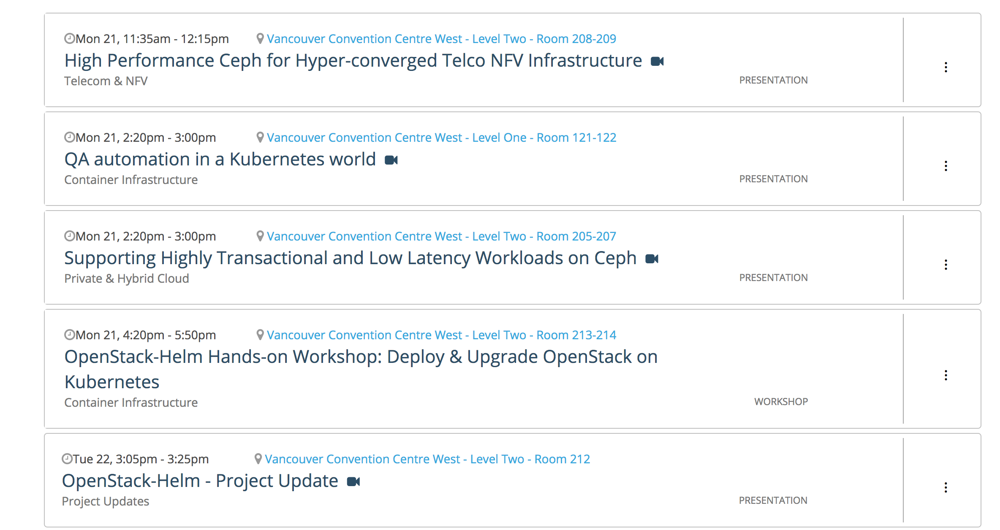 Mon 21, 11:35am - 12:15pm Vancouver Convention Centre West - Level Two - Room 208-209
High Performance Ceph for Hyper-converged Telco NFV Infrastructure
Telecom & NFV PRESENTATION
Mon 21, 2:20pm - 3:00pm Vancouver Convention Centre West - Level One - Room 121-122
QA automation in a Kubernetes world
Container Infrastructure PRESENTATION
Mon 21, 2:20pm - 3:00pm Vancouver Convention Centre West - Level Two - Room 205-207
Supporting Highly Transactional and Low Latency Workloads on Ceph
Private & Hybrid Cloud PRESENTATION
Mon 21, 4:20pm - 5:50pm Vancouver Convention Centre West - Level Two - Room 213-214
OpenStack-Helm Hands-on Workshop: Deploy & Upgrade OpenStack on
Kubernetes
Container Infrastructure WORKSHOP
Tue 22, 3:05pm - 3:25pm Vancouver Convention Centre West - Level Two - Room 212
OpenStack-Helm - Project Update
Project Updates PRESENTATION